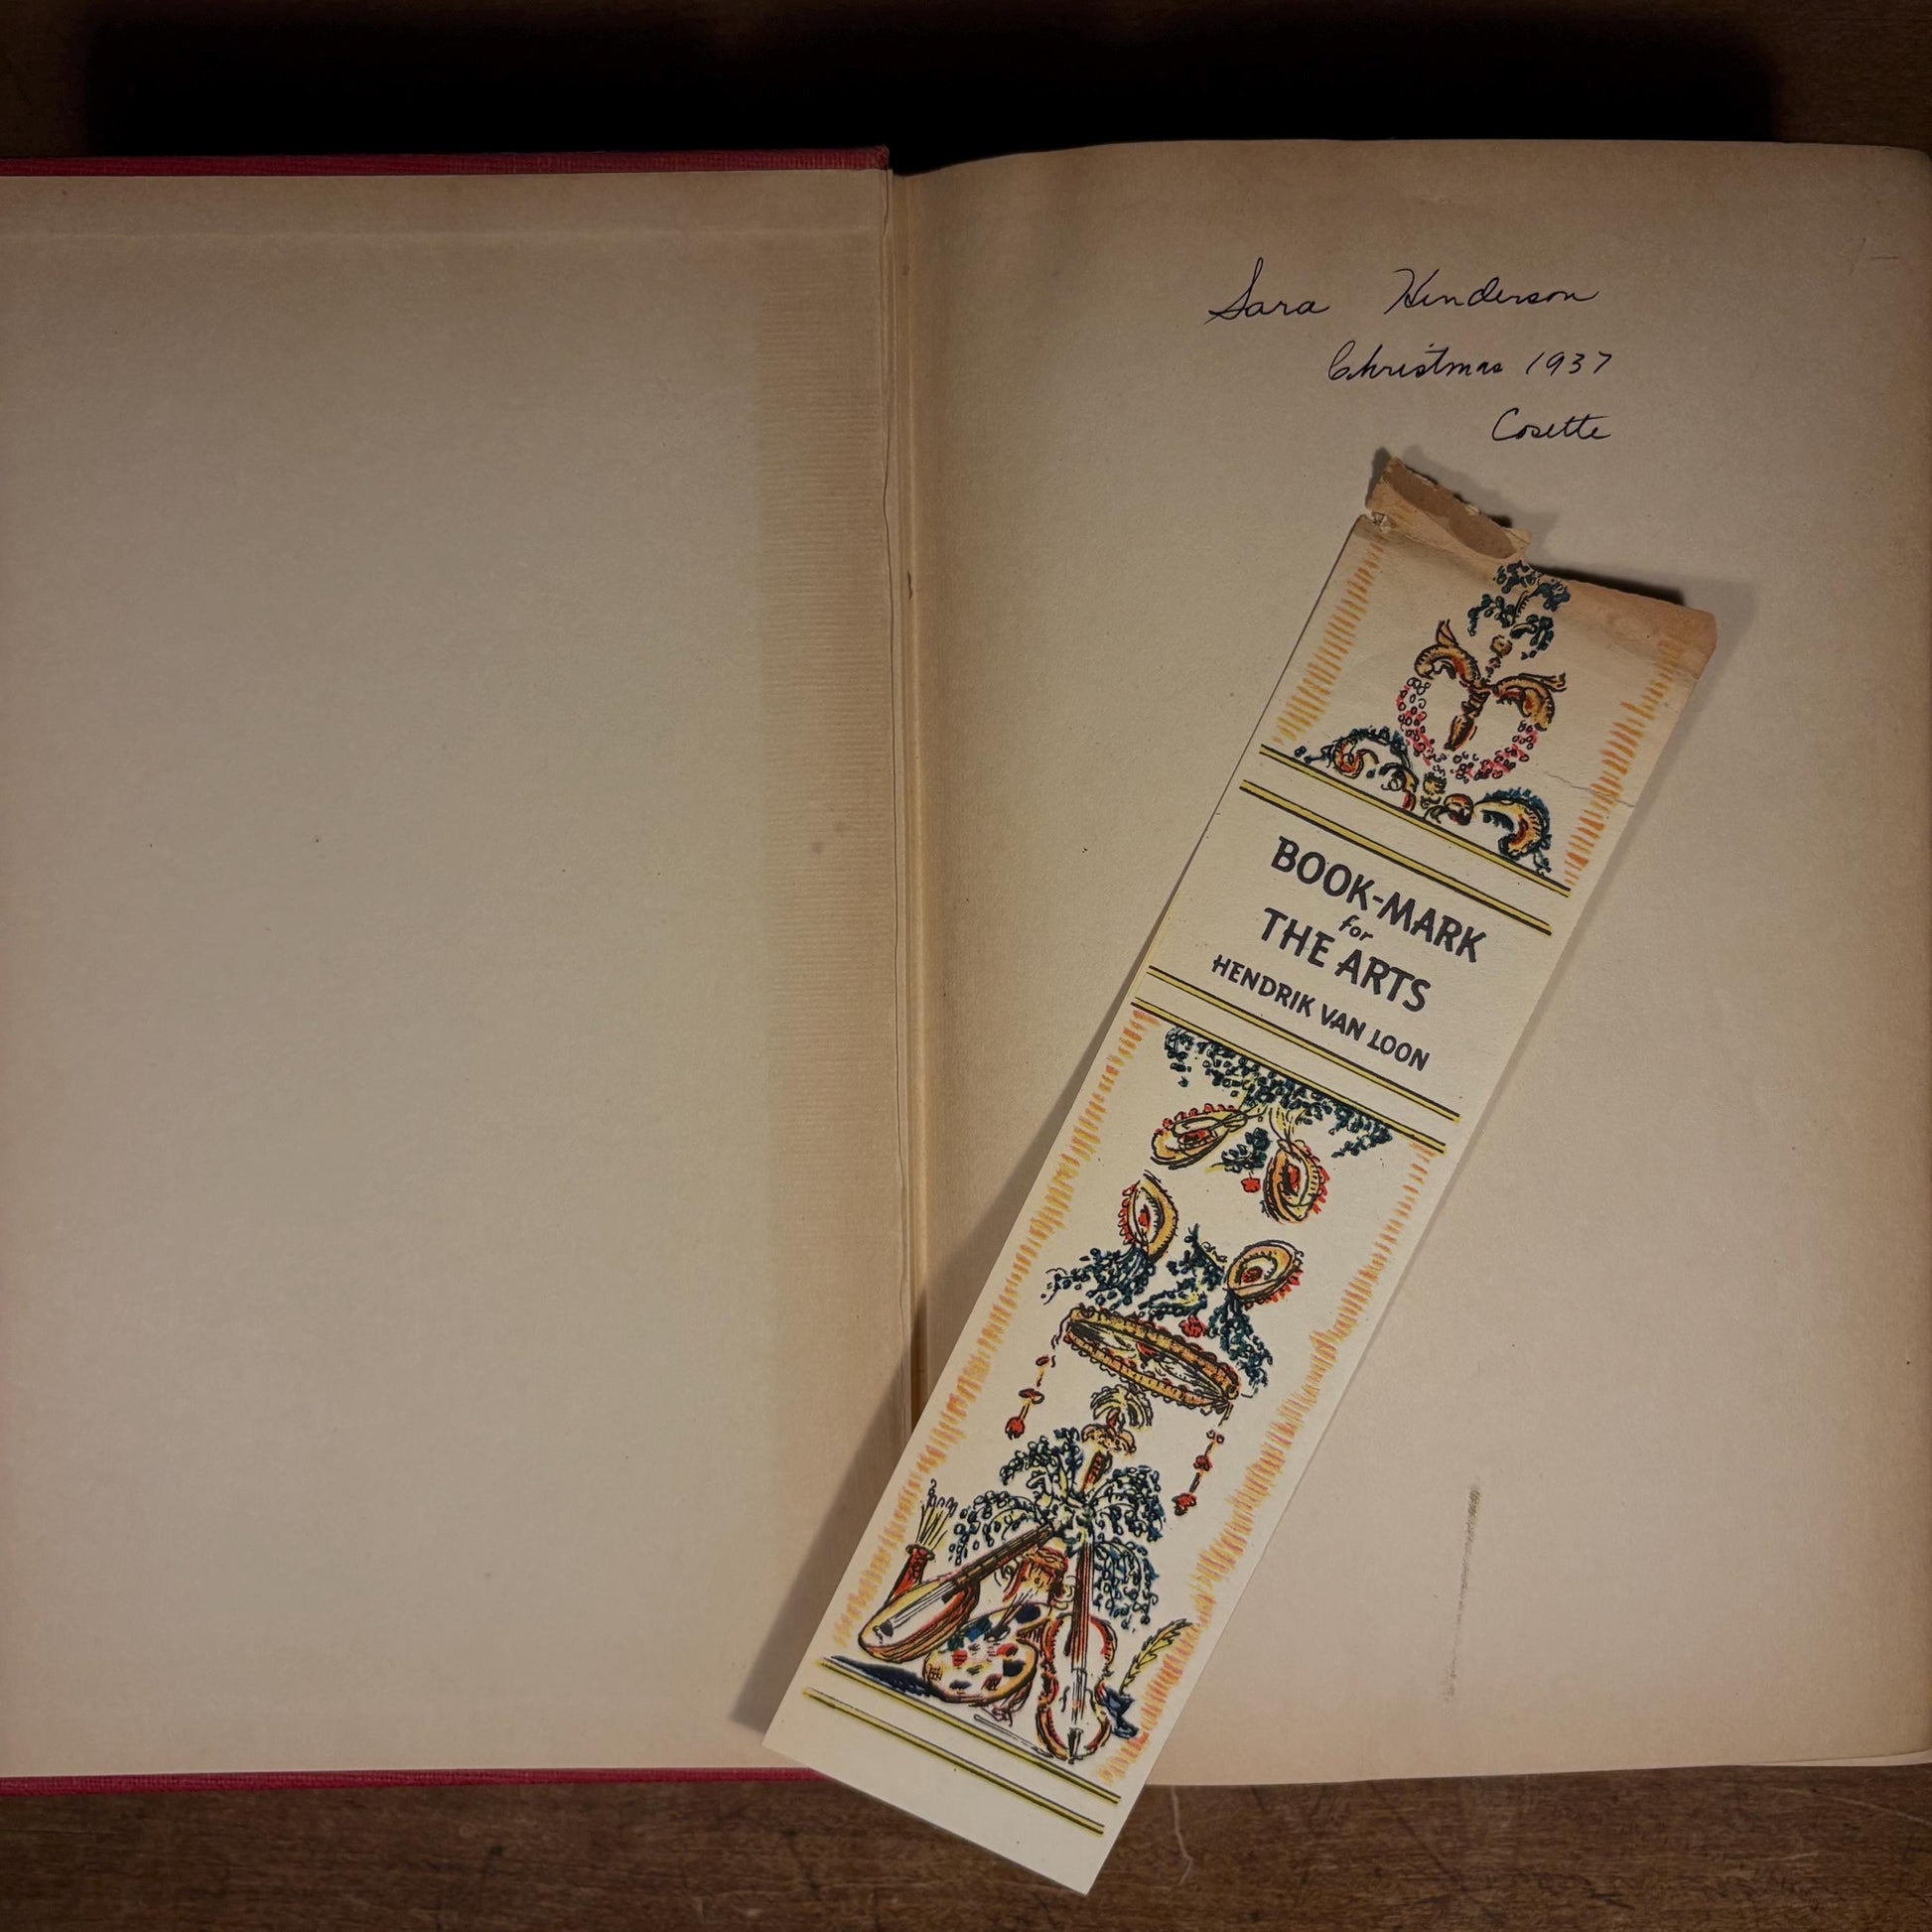 Sara Henderson
Christmas 1937
Cosette
BOOK-MARK
for
THE ARTS
HENDRIK VAN LOON